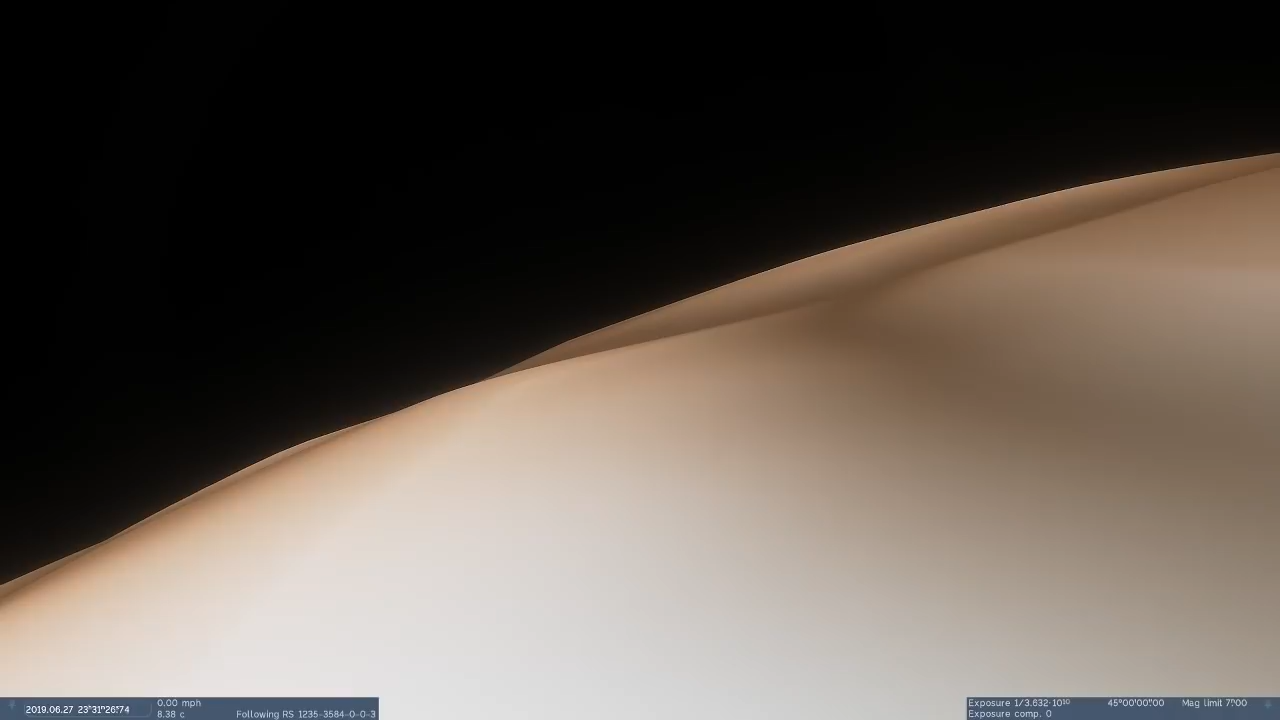 2019.06.27 23°31'26"74
0.00 mph
8.38 c
Following RS 1235-3584-0-0-3
Exposure 1/3.632·10¹⁰
Exposure comp. 0
45°00'00"00
Mag limit 7.00